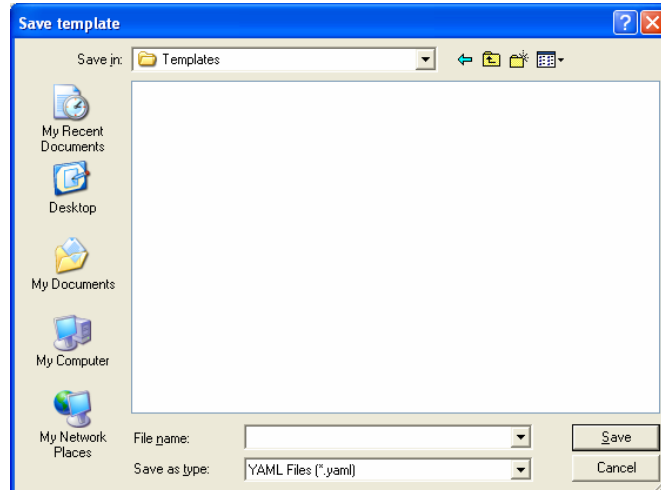 Save template
?
X
Save in:
Templates
My Recent
Documents
Desktop
My Documents
My Computer
My Network
Places
File name:
Save
Save as type:
YAML Files (*.yaml)
Cancel